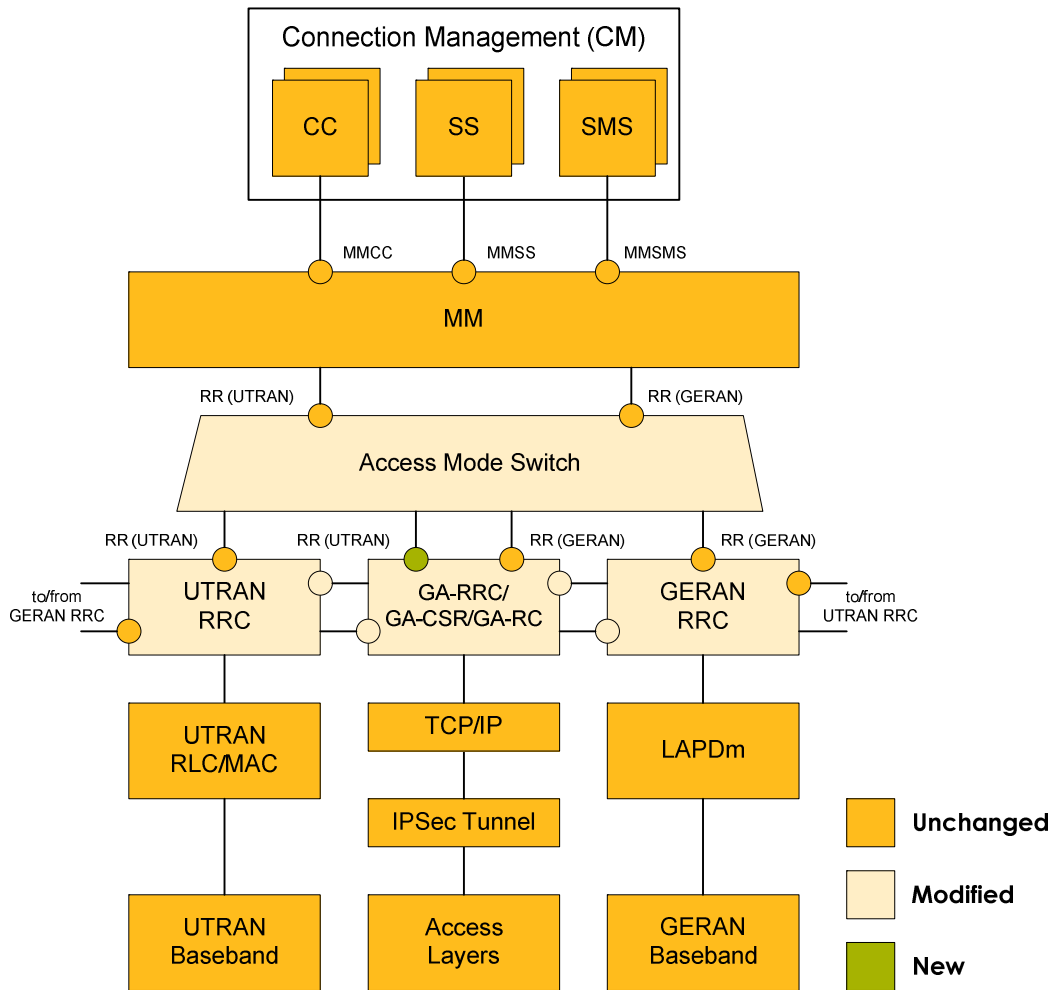 Connection Management (CM)
CC
SS
SMS
MMCC
MMSS
MMSMS
MM
RR (UTRAN)
RR (GERAN)
Access Mode Switch
RR (UTRAN)
RR (UTRAN)
RR (GERAN)
RR (GERAN)
to/from
GERAN RRC
UTRAN
RRC
GA-RRC/
GA-CSR/GA-RC
GERAN
RRC
to/from
UTRAN RRC
UTRAN
RLC/MAC
TCP/IP
LAPDm
IPSec Tunnel
UTRAN
Baseband
Access
Layers
GERAN
Baseband
Unchanged
Modified
New